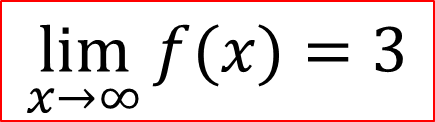 lim f(x) = 3
x→∞